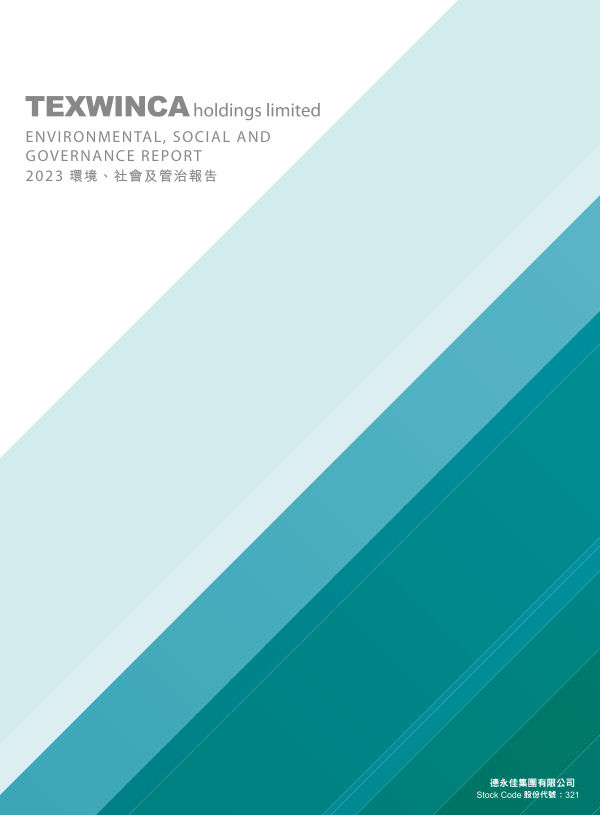 TEXWINCA holdings limited
ENVIRONMENTAL, SOCIAL AND
GOVERNANCE REPORT
2023 環境、社會及管治報告
德永佳集團有限公司
Stock Code 股份代號：321